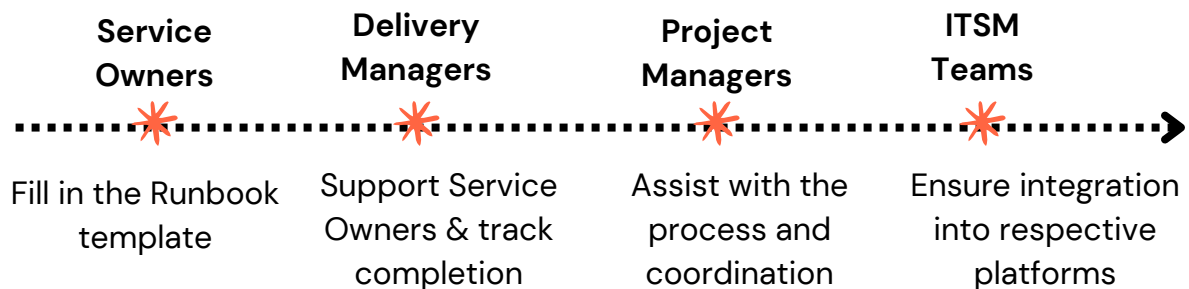 Service
Owners
Delivery
Managers
Project
Managers
ITSM
Teams
Fill in the Runbook
template
Support Service
Owners & track
completion
Assist with the
process and
coordination
Ensure integration
into respective
platforms